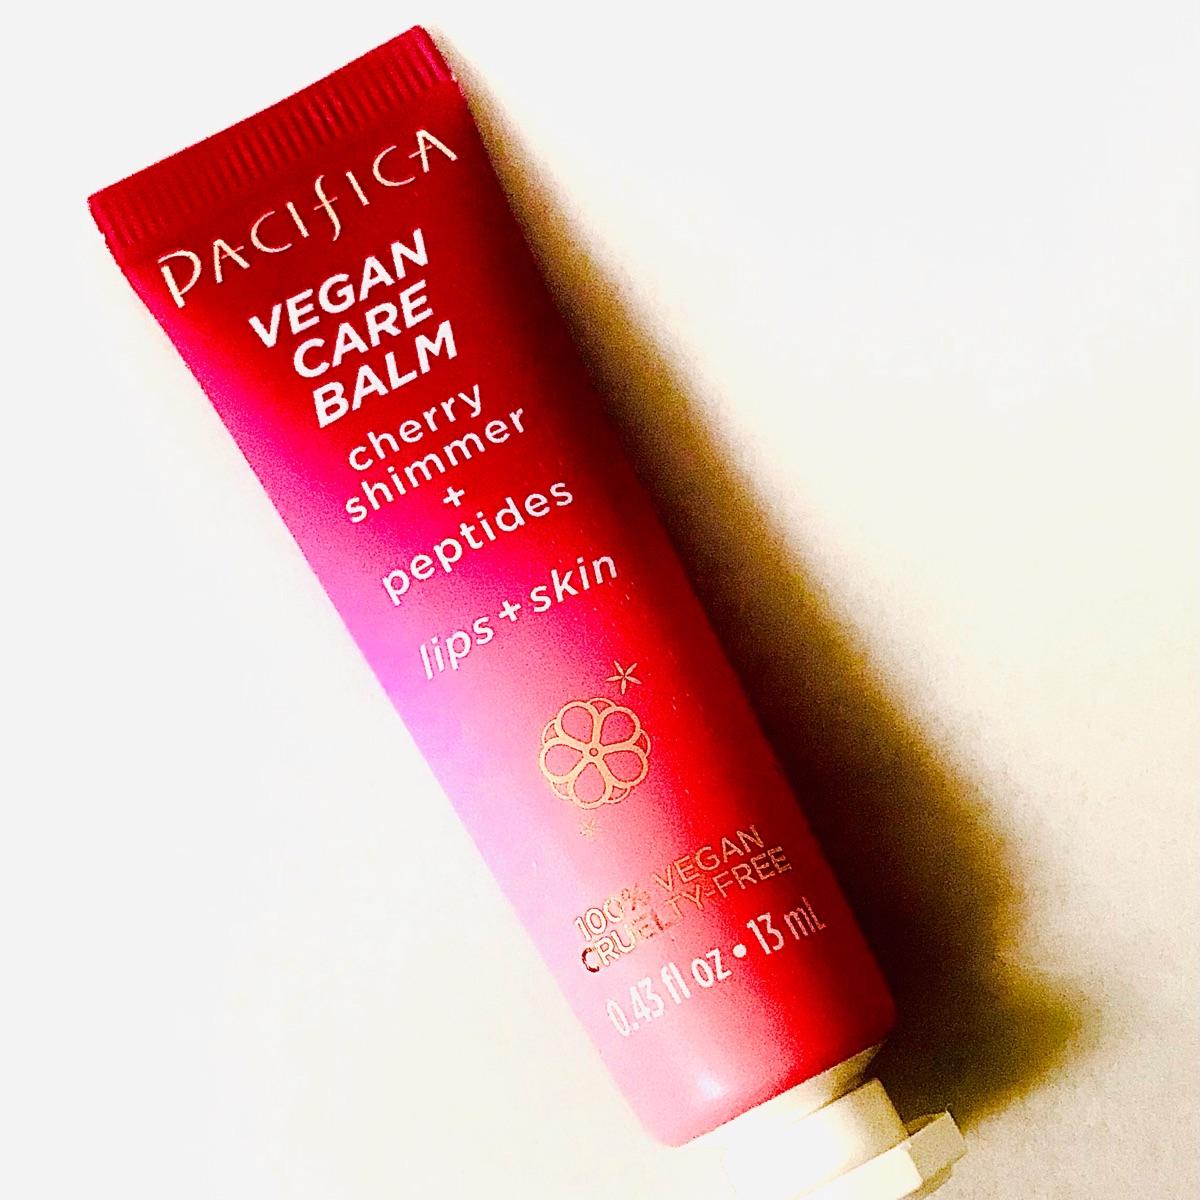 PACIfICA
VEGAN
CARE
BALM
cherry
shimmer
+
peptides
lips + skin
100% VEGAN
CRUELTY-FREE
0.43 fl oz • 13 mL